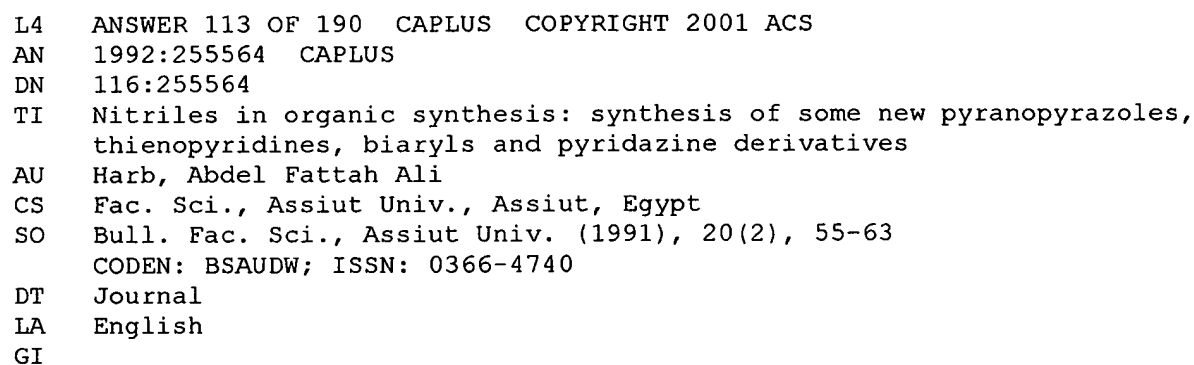 L4 ANSWER 113 OF 190 CAPLUS COPYRIGHT 2001 ACS
AN 1992:255564 CAPLUS
DN 116:255564
TI Nitriles in organic synthesis: synthesis of some new pyranopyrazoles,
thienopyridines, biaryls and pyridazine derivatives
AU Harb, Abdel Fattah Ali
CS Fac. Sci., Assiut Univ., Assiut, Egypt
SO Bull. Fac. Sci., Assiut Univ. (1991), 20(2), 55-63
CODEN: BSAUDW; ISSN: 0366-4740
DT Journal
LA English
GI